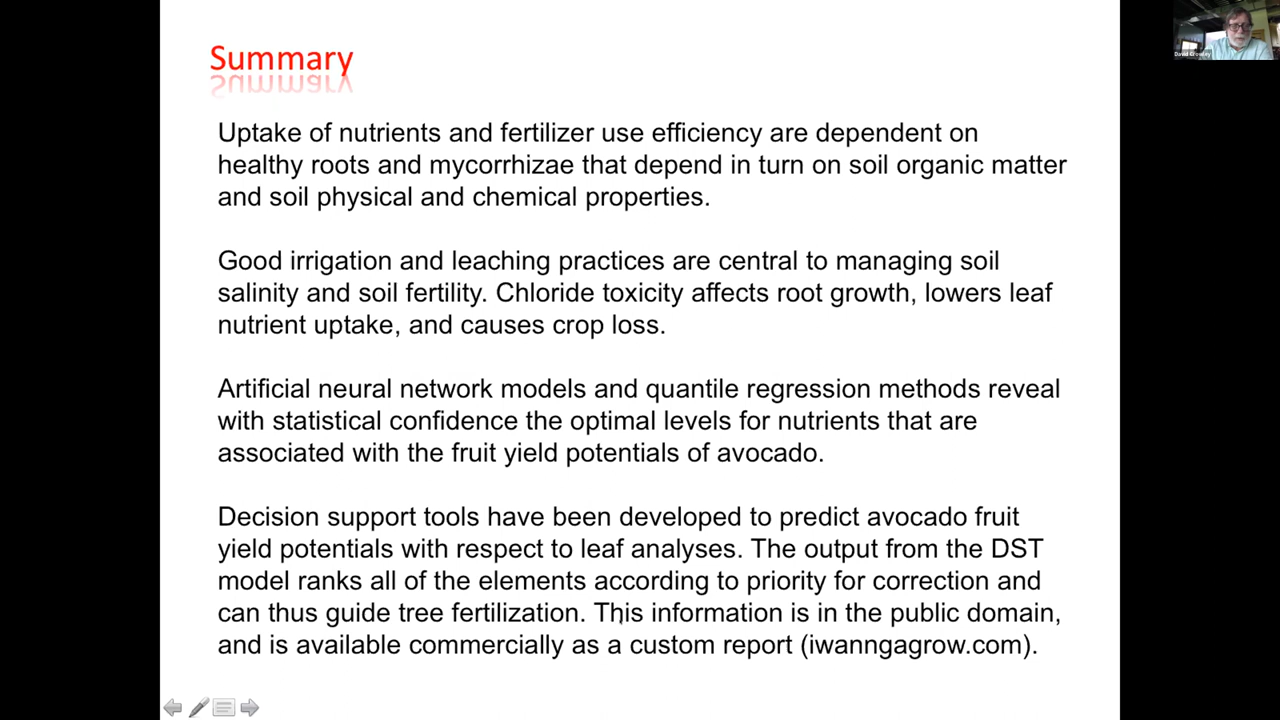 Summary
Uptake of nutrients and fertilizer use efficiency are dependent on
healthy roots and mycorrhizae that depend in turn on soil organic matter
and soil physical and chemical properties.
Good irrigation and leaching practices are central to managing soil
salinity and soil fertility. Chloride toxicity affects root growth, lowers leaf
nutrient uptake, and causes crop loss.
Artificial neural network models and quantile regression methods reveal
with statistical confidence the optimal levels for nutrients that are
associated with the fruit yield potentials of avocado.
Decision support tools have been developed to predict avocado fruit
yield potentials with respect to leaf analyses. The output from the DST
model ranks all of the elements according to priority for correction and
can thus guide tree fertilization. This information is in the public domain,
and is available commercially as a custom report (iwanngagrow.com).
David Crowley